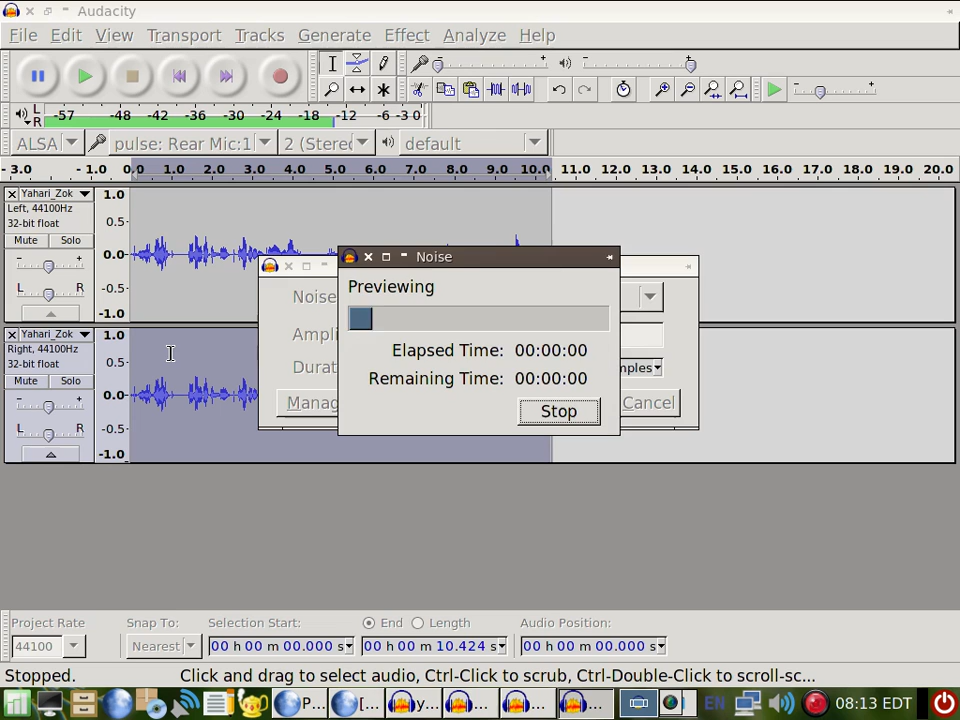 Audacity
File Edit View Transport Tracks Generate Effect Analyze Help
L
R
-57 -48 -42 -36 -30 -24 -18 -12 -6 -3 0
ALSA pulse: Rear Mic:1 2 (Stereo default
- 3.0 - 1.0 0.0 1.0 2.0 3.0 4.0 5.0 6.0 7.0 8.0 9.0 10.0 11.0 12.0 13.0 14.0 15.0 16.0 17.0 18.0 19.0 20.0
Yahari_Zok 1.0
Left, 44100Hz
32-bit float 0.5
Mute Solo
- + 0.0
L R -0.5
-1.0
Noise
Previewing
Elapsed Time: 00:00:00
Remaining Time: 00:00:00
Stop
Noise
Ampli
Durat
mples
Manag
Cancel
Yahari_Zok 1.0
Right, 44100Hz
32-bit float 0.5
Mute Solo
- + 0.0
L R -0.5
-1.0
Project Rate Snap To: Selection Start: End Length Audio Position:
44100 Nearest 00 h 00 m 00.000 s 00 h 00 m 10.424 s 00 h 00 m 00.000 s
Stopped. Click and drag to select audio, Ctrl-Click to scrub, Ctrl-Double-Click to scroll-sc...
P... [... y... ... ... ... EN 08:13 EDT